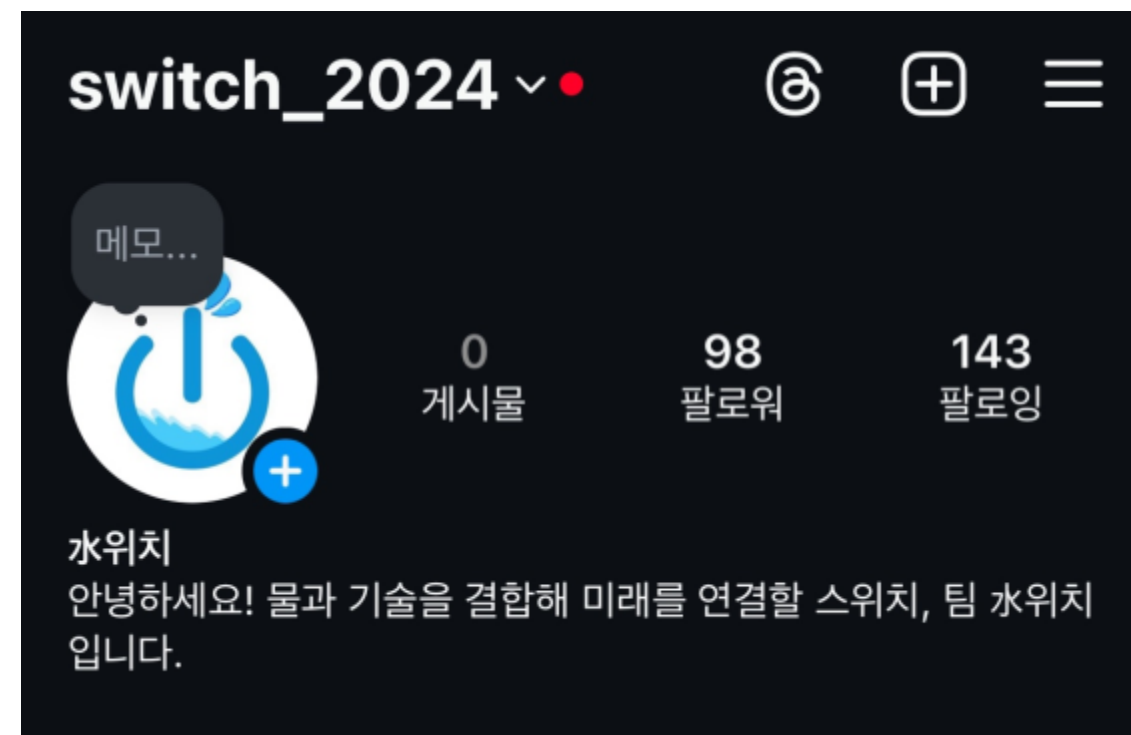 switch_2024
메모...
0 98 143
게시물 팔로워 팔로잉
水위치
안녕하세요! 물과 기술을 결합해 미래를 연결할 스위치, 팀 水위치
입니다.